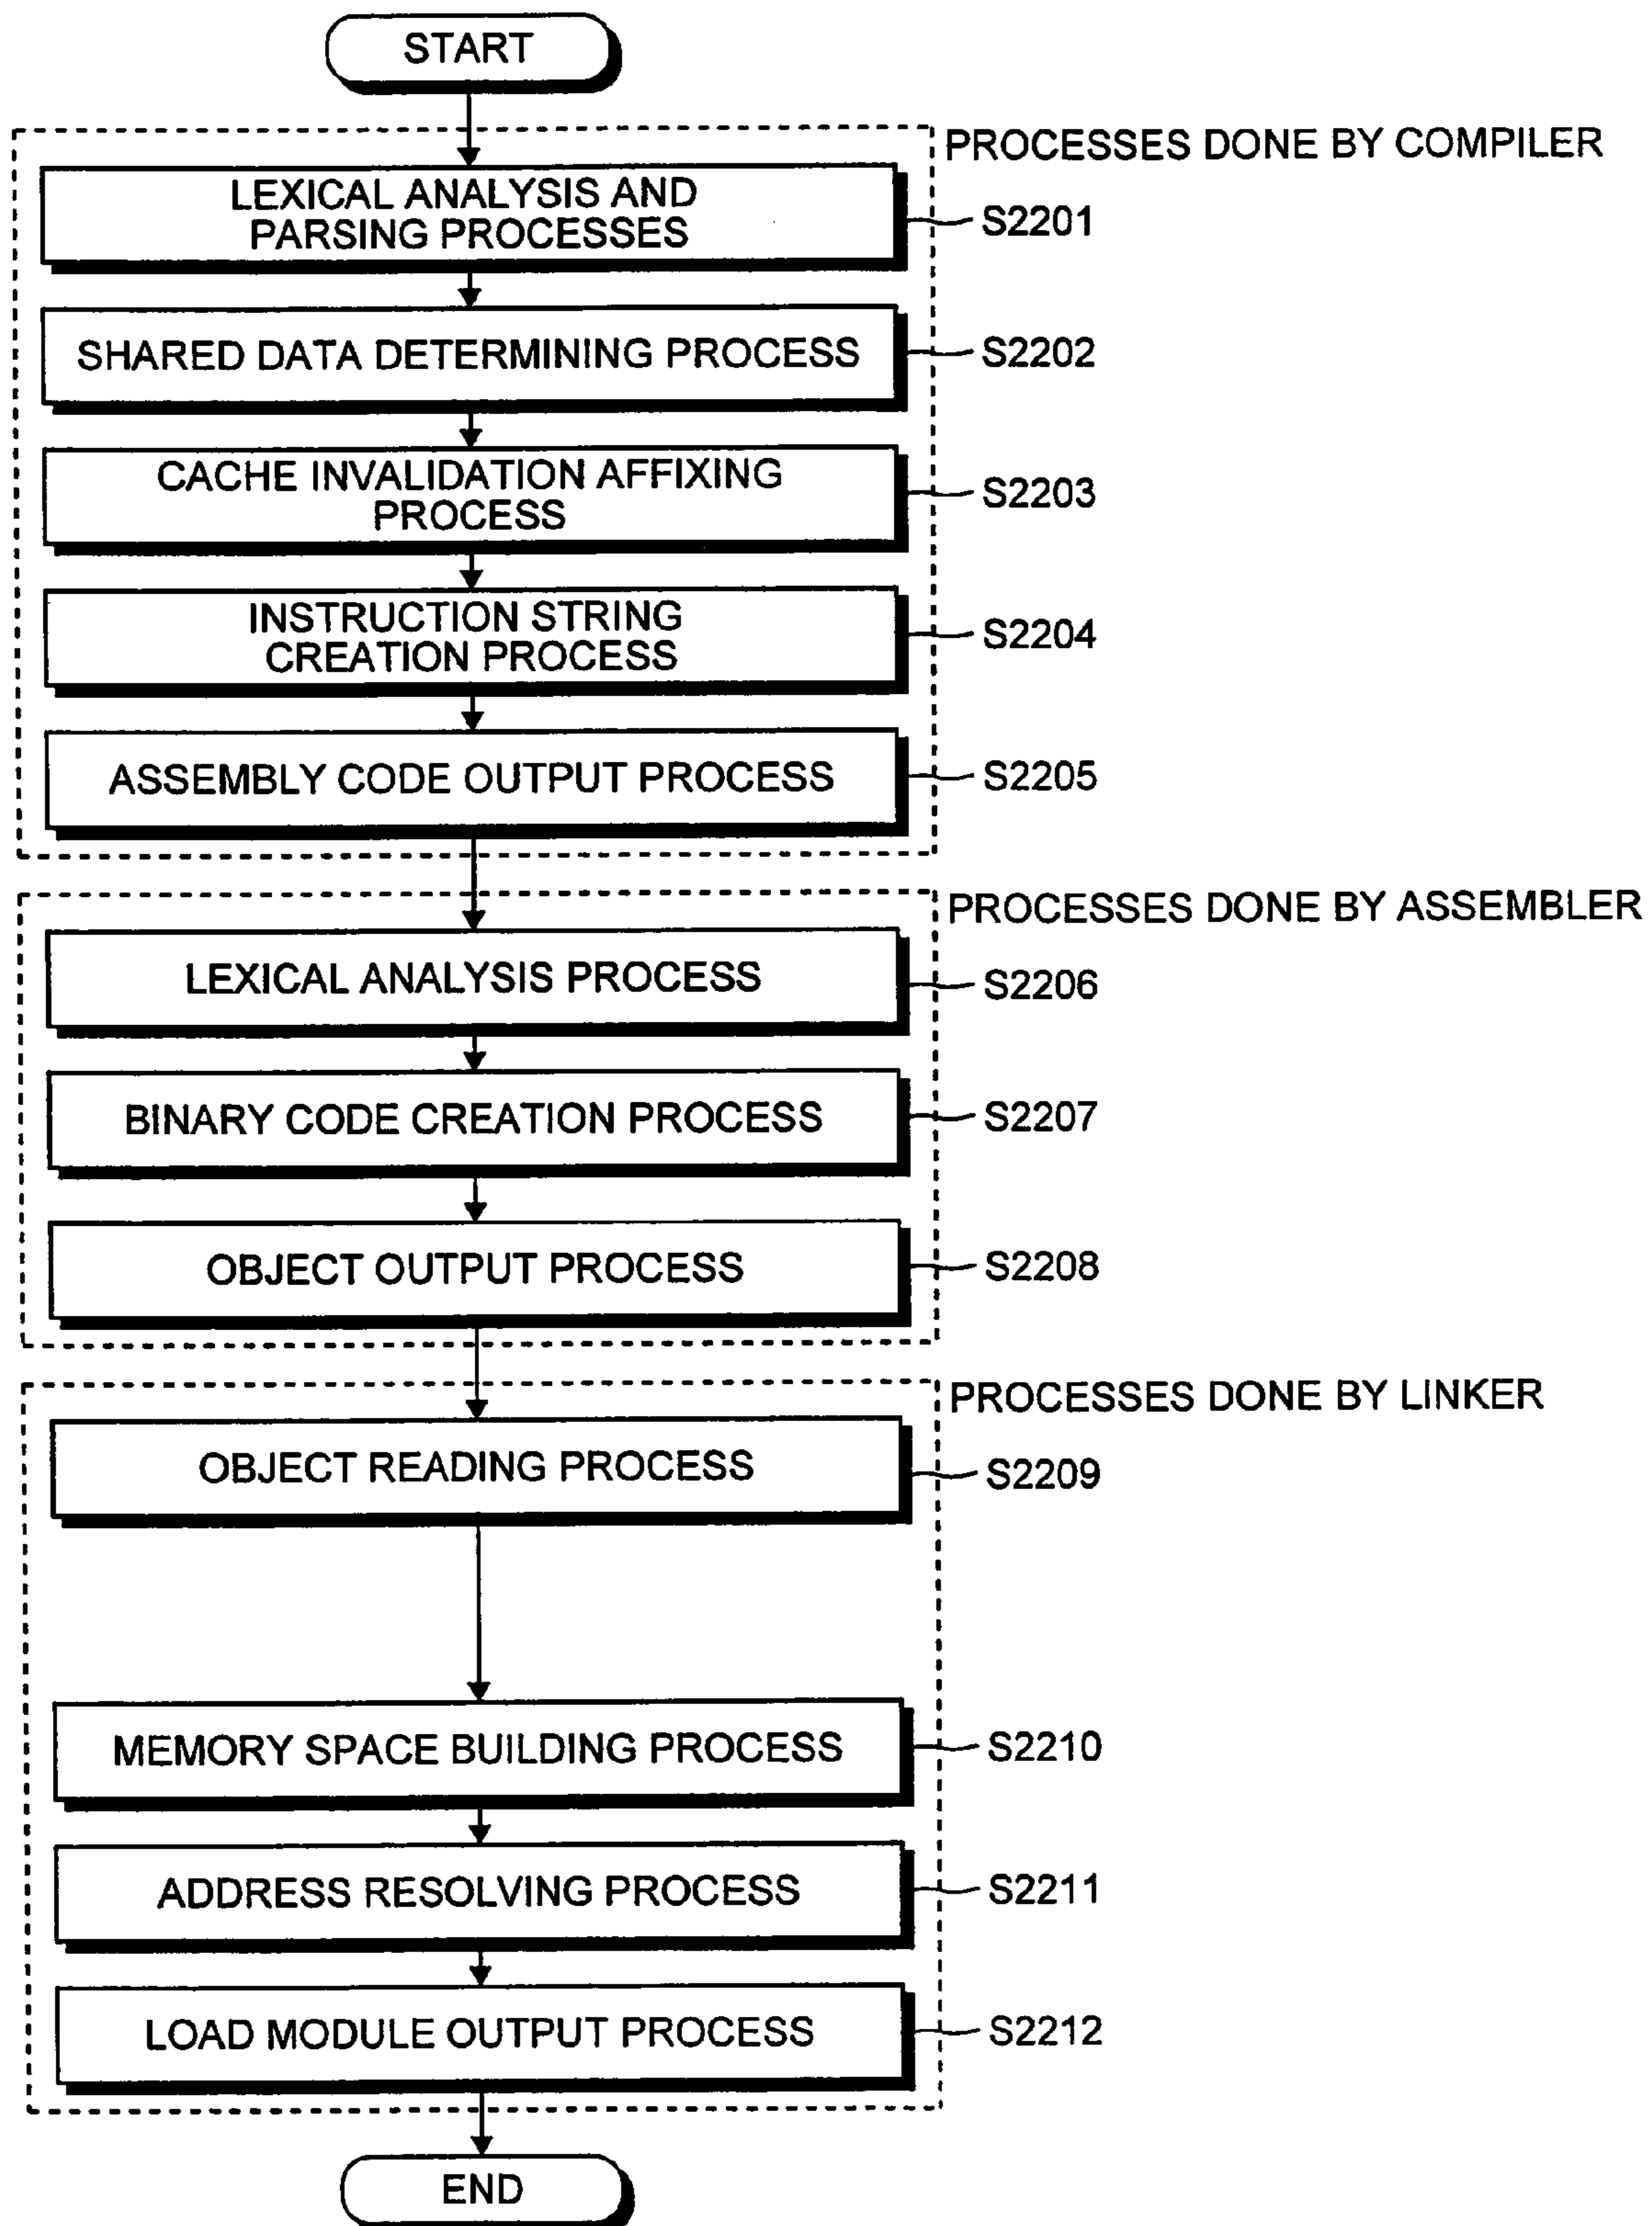 START
PROCESSES DONE BY COMPILER
LEXICAL ANALYSIS AND
PARSING PROCESSES
S2201
SHARED DATA DETERMINING PROCESS
S2202
CACHE INVALIDATION AFFIXING
PROCESS
S2203
INSTRUCTION STRING
CREATION PROCESS
S2204
ASSEMBLY CODE OUTPUT PROCESS
S2205
PROCESSES DONE BY ASSEMBLER
LEXICAL ANALYSIS PROCESS
S2206
BINARY CODE CREATION PROCESS
S2207
OBJECT OUTPUT PROCESS
S2208
PROCESSES DONE BY LINKER
OBJECT READING PROCESS
S2209
MEMORY SPACE BUILDING PROCESS
S2210
ADDRESS RESOLVING PROCESS
S2211
LOAD MODULE OUTPUT PROCESS
S2212
END